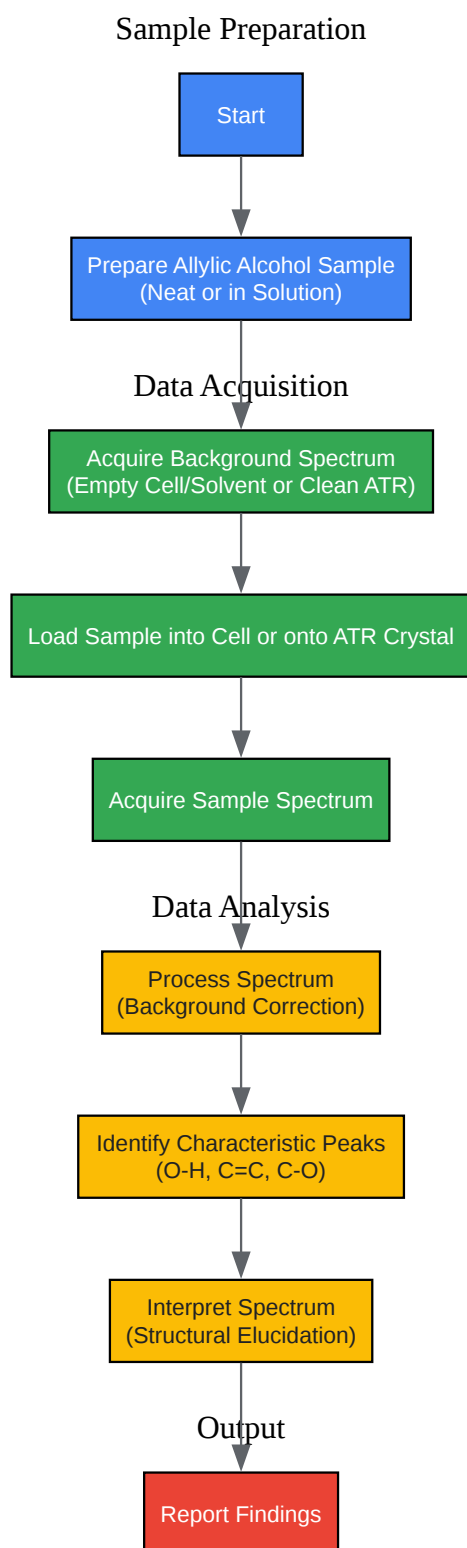 Sample Preparation
Start
Prepare Allylic Alcohol Sample
(Neat or in Solution)
Data Acquisition
Acquire Background Spectrum
(Empty Cell/Solvent or Clean ATR)
Load Sample into Cell or onto ATR Crystal
Acquire Sample Spectrum
Data Analysis
Process Spectrum
(Background Correction)
Identify Characteristic Peaks
(O-H, C=C, C-O)
Interpret Spectrum
(Structural Elucidation)
Output
Report Findings